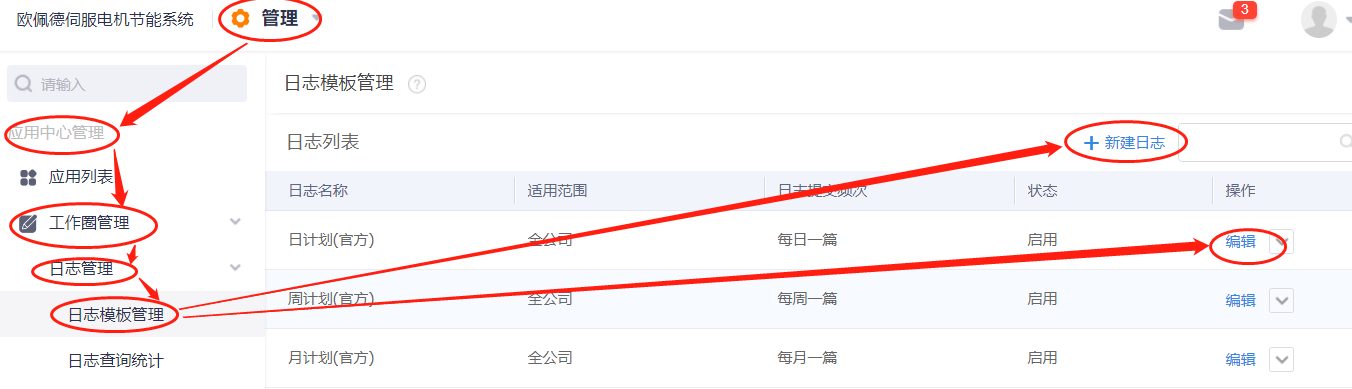 欧佩德伺服电机节能系统
管理
3
请输入
应用中心管理
应用列表
工作圈管理
日志管理
日志模板管理
日志查询统计
日志模板管理 ?
日志列表
新建日志
日志名称 适用范围 日志提交频次 状态 操作
日计划(官方) 全公司 每日一篇 启用 编辑
周计划(官方) 全公司 每周一篇 启用 编辑
月计划(官方) 全公司 每月一篇 启用 编辑